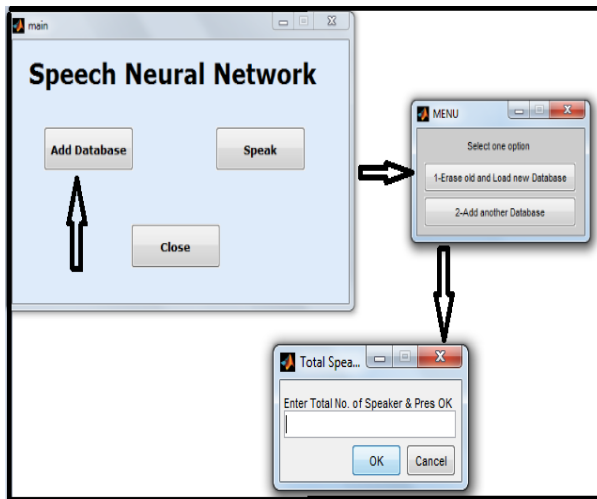 main
Speech Neural Network
Add Database
Speak
Close
MENU
Select one option
1-Erase old and Load new Database
2-Add another Database
Total Spea...
Enter Total No. of Speaker & Pres OK
OK
Cancel